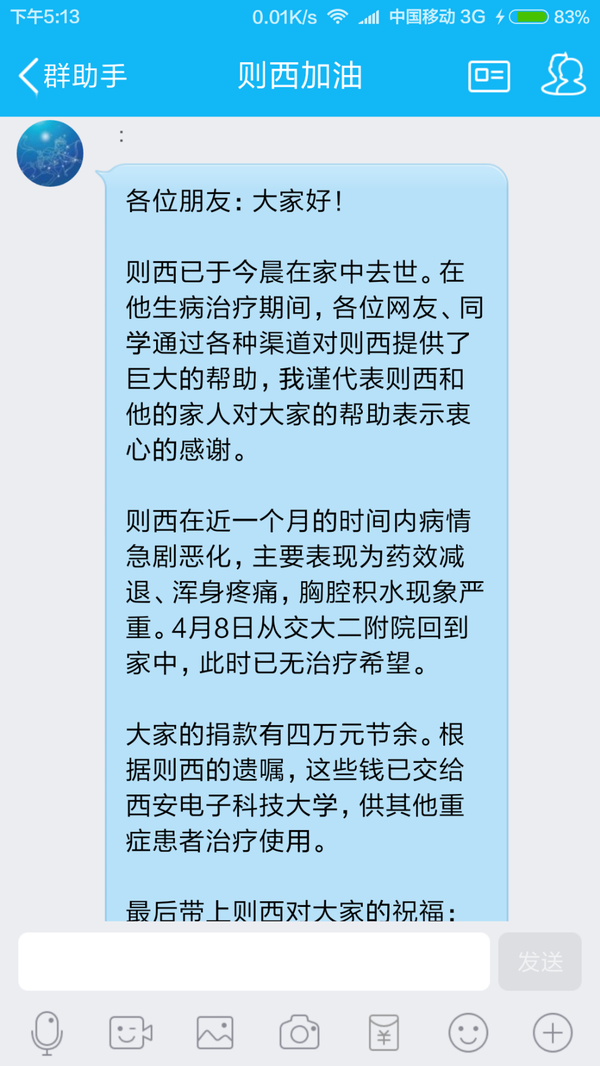 下午5:13
0.01K/s
中国移动 3G
83%
群助手
则西加油
:
各位朋友：大家好！
则西已于今晨在家中去世。在
他生病治疗期间，各位网友、同
学通过各种渠道对则西提供了
巨大的帮助，我谨代表则西和
他的家人对大家的帮助表示衷
心的感谢。
则西在近一个月的时间内病情
急剧恶化，主要表现为药效减
退、浑身疼痛，胸腔积水现象严
重。4月8日从交大二附院回到
家中，此时已无治疗希望。
大家的捐款有四万元节余。根
据则西的遗嘱，这些钱已交给
西安电子科技大学，供其他重
症患者治疗使用。
最后带上则西对大家的祝福：
发送
¥